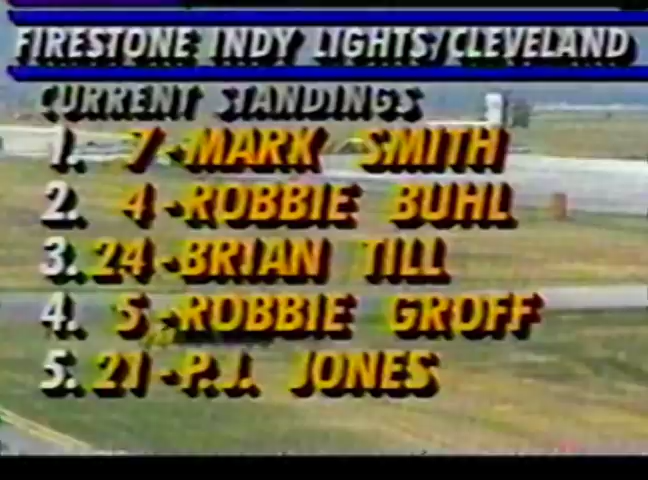 FIRESTONE INDY LIGHTS/CLEVELAND
CURRENT STANDINGS
1. 7-MARK SMITH
2. 4-ROBBIE BUHL
3. 24-BRIAN TILL
4. 5-ROBBIE GROFF
5. 21-P.J. JONES